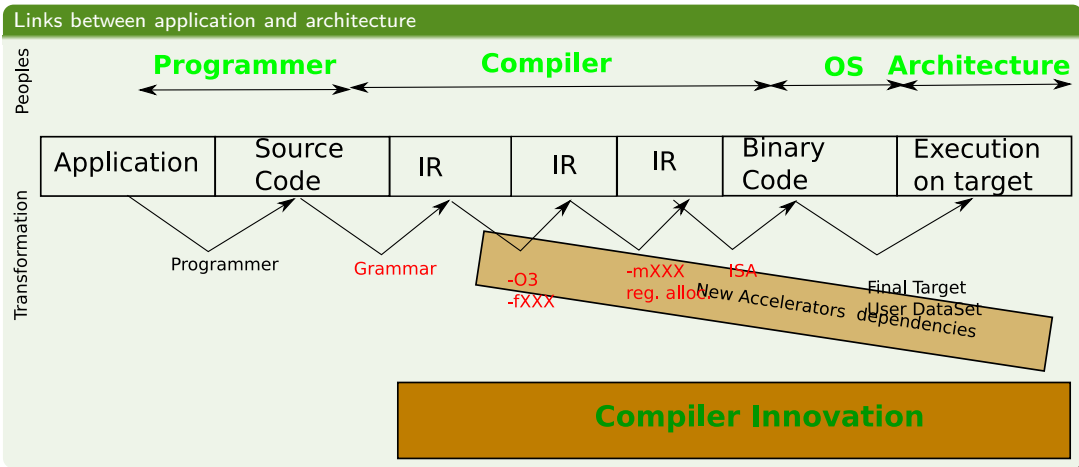 Links between application and architecture
Peoples
Programmer
Compiler
OS
Architecture
Application
Source
Code
IR
IR
IR
Binary
Code
Execution
on target
Transformation
Programmer
Grammar
-O3
-fXXX
-mXXX
reg. alloc.
ISA
Final Target
User DataSet
New Accelerators dependencies
Compiler Innovation